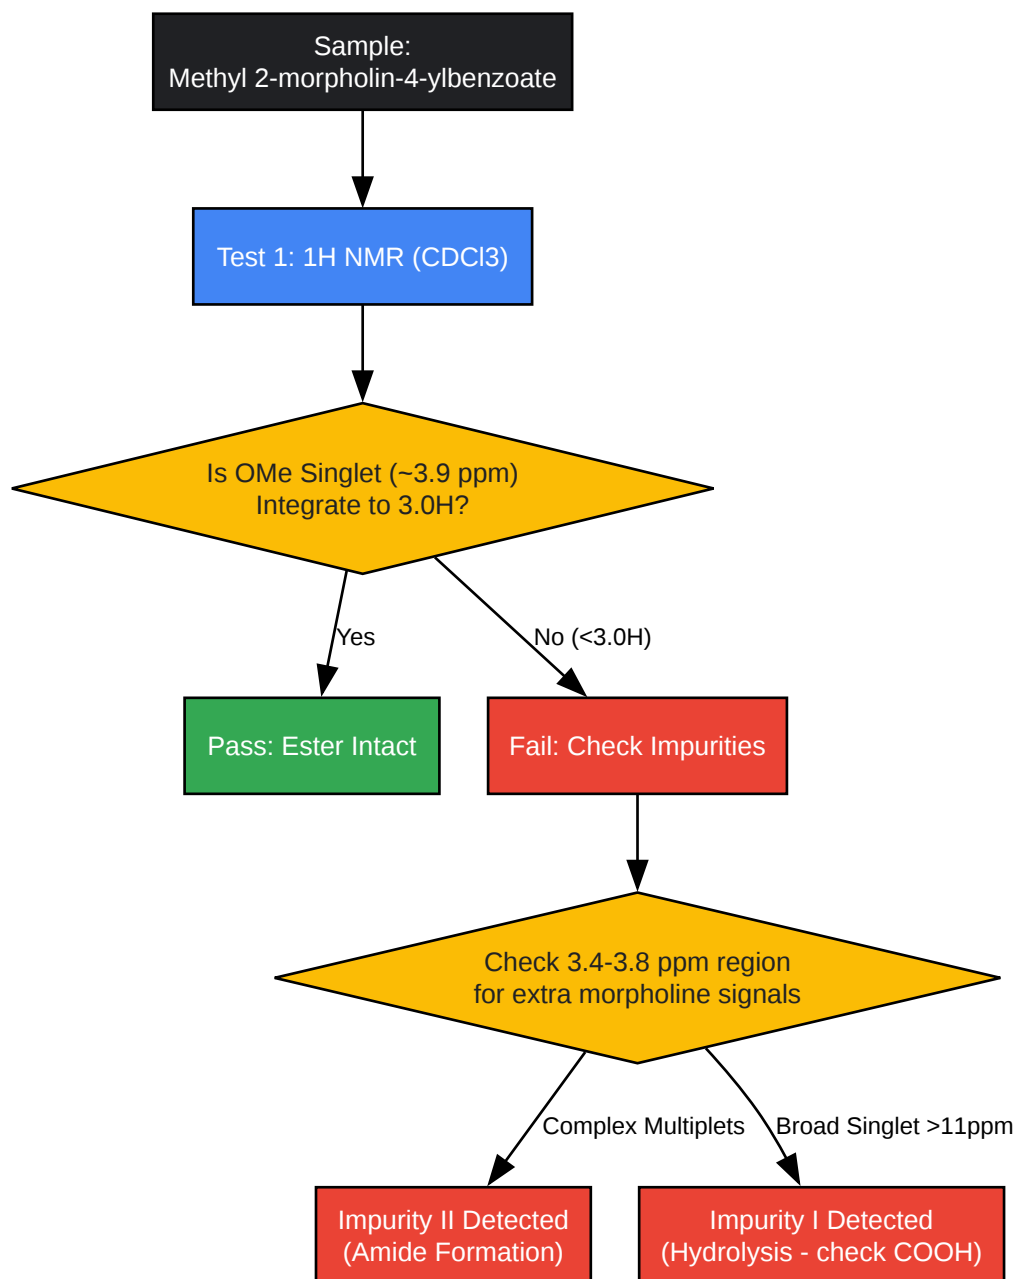 Sample:
Methyl 2-morpholin-4-ylbenzoate
Test 1: 1H NMR (CDCl3)
Is OMe Singlet (~3.9 ppm)
Integrate to 3.0H?
Yes
No (<3.0H)
Pass: Ester Intact
Fail: Check Impurities
Check 3.4-3.8 ppm region
for extra morpholine signals
Complex Multiplets
Broad Singlet >11ppm
Impurity II Detected
(Amide Formation)
Impurity I Detected
(Hydrolysis - check COOH)